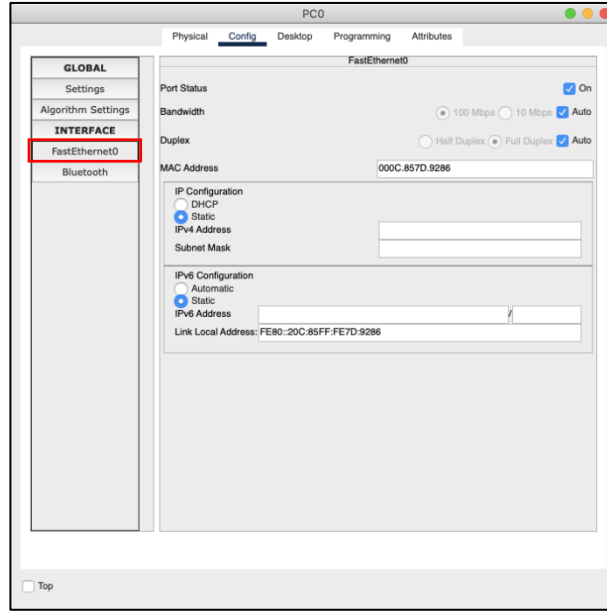 PC0
Physical Config Desktop Programming Attributes
GLOBAL
Settings
Algorithm Settings
INTERFACE
FastEthernet0
Bluetooth
FastEthernet0
Port Status On
Bandwidth 100 Mbps 10 Mbps Auto
Duplex Half Duplex Full Duplex Auto
MAC Address 000C.857D.9286
IP Configuration
DHCP
Static
IPv4 Address
Subnet Mask
IPv6 Configuration
Automatic
Static
IPv6 Address /
Link Local Address: FE80::20C:85FF:FE7D:9286
Top